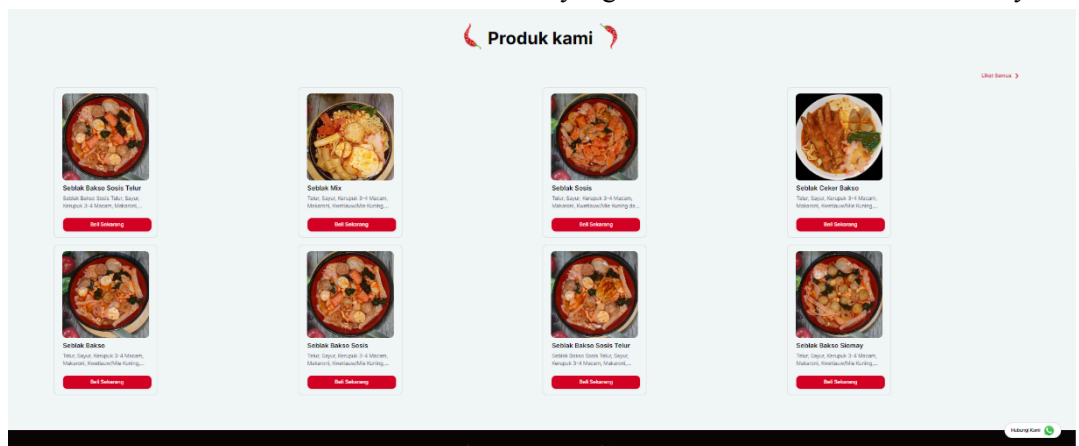 Produk kami
Lihat Semua
Seblak Bakso Sosis Telur
Seblak Bakso Sosis Telur, Sayur,
Kerupuk 3-4 Macam, Makaroni,...
Beli Sekarang
Seblak Mix
Telur, Sayur, Kerupuk 3-4 Macam,
Makaroni, Kwetiauw/Mie Kuning,...
Beli Sekarang
Seblak Sosis
Telur, Sayur, Kerupuk 3-4 Macam,
Makaroni, Kwetiauw/Mie Kuning da...
Beli Sekarang
Seblak Ceker Bakso
Telur, Sayur, Kerupuk 3-4 Macam,
Makaroni, Kwetiauw/Mie Kuning,...
Beli Sekarang
Seblak Bakso
Telur, Sayur, Kerupuk 3-4 Macam,
Makaroni, Kwetiauw/Mie Kuning,...
Beli Sekarang
Seblak Bakso Sosis
Telur, Sayur, Kerupuk 3-4 Macam,
Makaroni, Kwetiauw/Mie Kuning,...
Beli Sekarang
Seblak Bakso Sosis Telur
Seblak Bakso Sosis Telur, Sayur,
Kerupuk 3-4 Macam, Makaroni,...
Beli Sekarang
Seblak Bakso Siomay
Telur, Sayur, Kerupuk 3-4 Macam,
Makaroni, Kwetiauw/Mie Kuning,...
Beli Sekarang
Hubungi Kami